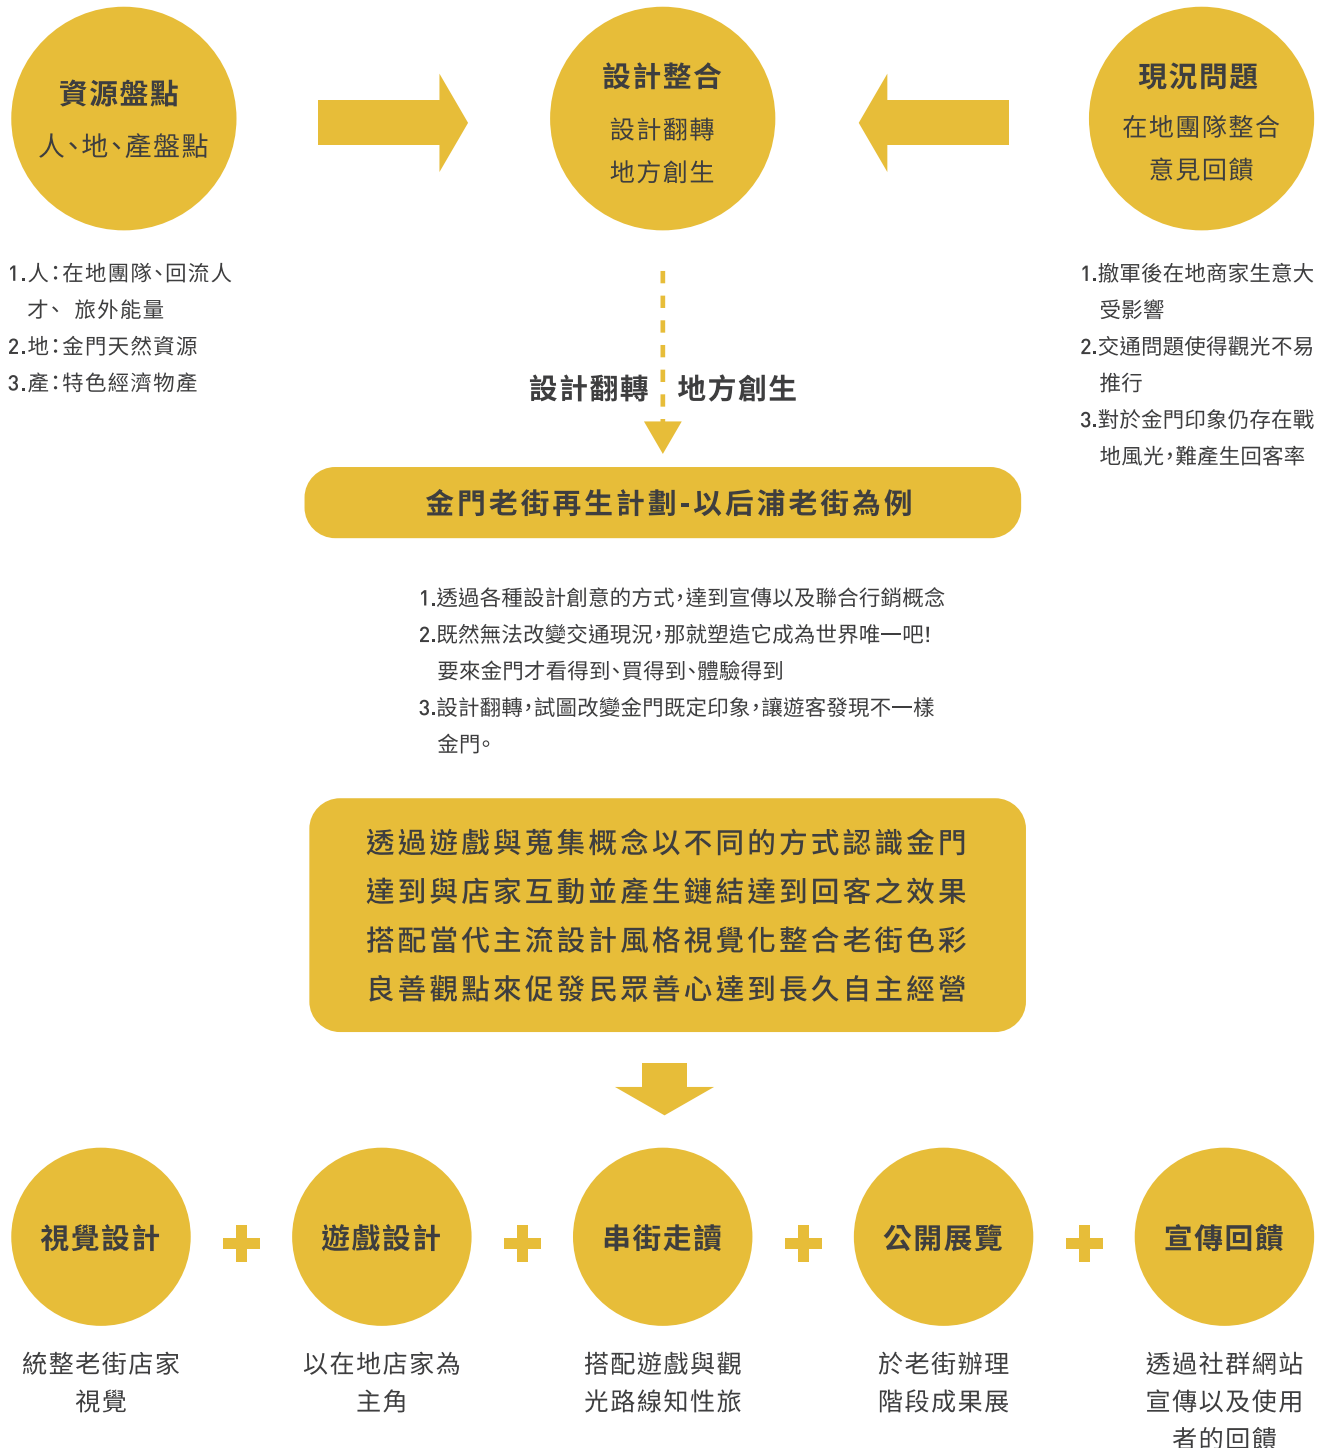 資源盤點
人、地、產盤點
設計整合
設計翻轉
地方創生
現況問題
在地團隊整合
意見回饋
1.人：在地團隊、回流人
才、 旅外能量
2.地：金門天然資源
3.產：特色經濟物產
1.撤軍後在地商家生意大
受影響
2.交通問題使得觀光不易
推行
3.對於金門印象仍存在戰
地風光，難產生回客率
設計翻轉 地方創生
金門老街再生計劃-以后浦老街為例
1.透過各種設計創意的方式，達到宣傳以及聯合行銷概念
2.既然無法改變交通現況，那就塑造它成為世界唯一吧!
要來金門才看得到、買得到、體驗得到
3.設計翻轉，試圖改變金門既定印象，讓遊客發現不一樣
金門。
透過遊戲與蒐集概念以不同的方式認識金門
達到與店家互動並產生鏈結達到回客之效果
搭配當代主流設計風格視覺化整合老街色彩
良善觀點來促發民眾善心達到長久自主經營
視覺設計
遊戲設計
串街走讀
公開展覽
宣傳回饋
統整老街店家
視覺
以在地店家為
主角
搭配遊戲與觀
光路線知性旅
於老街辦理
階段成果展
透過社群網站
宣傳以及使用
者的回饋